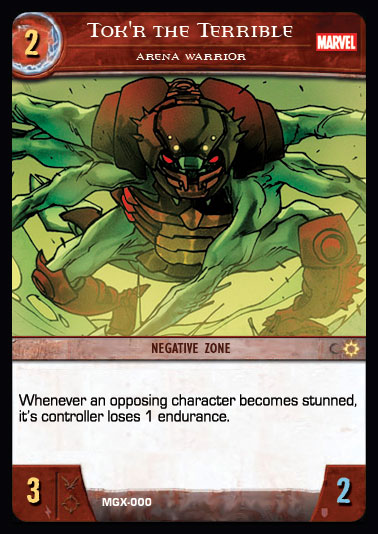 2
Tok'r the Terrible
MARVEL
ARENA WARRIOR
NEGATIVE ZONE
C
Whenever an opposing character becomes stunned,
it's controller loses 1 endurance.
3
MGX-000
2